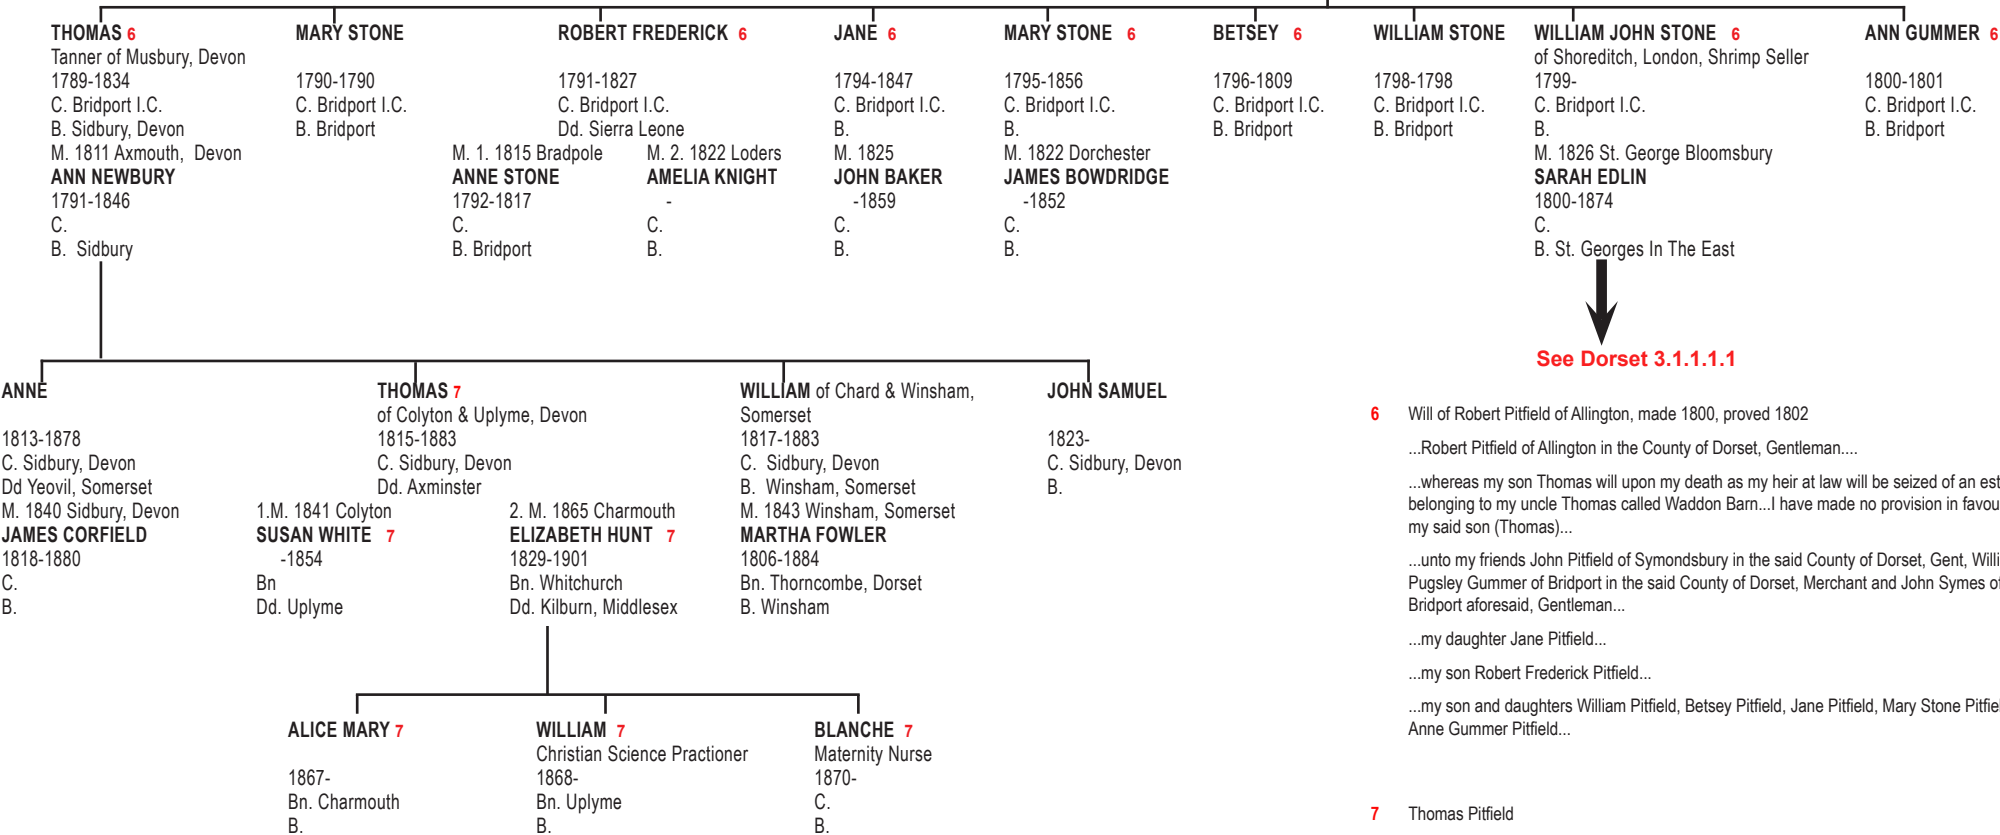 THOMAS 6
Tanner of Musbury, Devon
1789-1834
C. Bridport I.C.
B. Sidbury, Devon
M. 1811 Axmouth, Devon
ANN NEWBURY
1791-1846
C.
B. Sidbury
MARY STONE
1790-1790
C. Bridport I.C.
B. Bridport
ROBERT FREDERICK 6
1791-1827
C. Bridport I.C.
Dd. Sierra Leone
M. 1. 1815 Bradpole
ANNE STONE
1792-1817
C.
B. Bridport
M. 2. 1822 Loders
AMELIA KNIGHT
-
C.
B.
JANE 6
1794-1847
C. Bridport I.C.
B.
M. 1825
JOHN BAKER
-1859
C.
B.
MARY STONE 6
1795-1856
C. Bridport I.C.
B.
M. 1822 Dorchester
JAMES BOWDRIDGE
-1852
C.
B.
BETSEY 6
1796-1809
C. Bridport I.C.
B. Bridport
WILLIAM STONE
1798-1798
C. Bridport I.C.
B. Bridport
WILLIAM JOHN STONE 6
of Shoreditch, London, Shrimp Seller
1799-
C. Bridport I.C.
B.
M. 1826 St. George Bloomsbury
SARAH EDLIN
1800-1874
C.
B. St. Georges In The East
See Dorset 3.1.1.1.1
ANN GUMMER 6
1800-1801
C. Bridport I.C.
B. Bridport
ANNE
1813-1878
C. Sidbury, Devon
Dd Yeovil, Somerset
M. 1840 Sidbury, Devon
JAMES CORFIELD
1818-1880
C.
B.
THOMAS 7
of Colyton & Uplyme, Devon
1815-1883
C. Sidbury, Devon
Dd. Axminster
1.M. 1841 Colyton
SUSAN WHITE 7
-1854
Bn
Dd. Uplyme
2. M. 1865 Charmouth
ELIZABETH HUNT 7
1829-1901
Bn. Whitchurch
Dd. Kilburn, Middlesex
WILLIAM of Chard & Winsham,
Somerset
1817-1883
C. Sidbury, Devon
B. Winsham, Somerset
M. 1843 Winsham, Somerset
MARTHA FOWLER
1806-1884
Bn. Thorncombe, Dorset
B. Winsham
JOHN SAMUEL
1823-
C. Sidbury, Devon
B.
ALICE MARY 7
1867-
Bn. Charmouth
B.
WILLIAM 7
Christian Science Practioner
1868-
Bn. Uplyme
B.
BLANCHE 7
Maternity Nurse
1870-
C.
B.
6 Will of Robert Pitfield of Allington, made 1800, proved 1802
...Robert Pitfield of Allington in the County of Dorset, Gentleman....
...whereas my son Thomas will upon my death as my heir at law will be seized of an est
belonging to my uncle Thomas called Waddon Barn...I have made no provision in favou
my said son (Thomas)...
...unto my friends John Pitfield of Symondsbury in the said County of Dorset, Gent, Willi
Pugsley Gummer of Bridport in the said County of Dorset, Merchant and John Symes of
Bridport aforesaid, Gentleman...
...my daughter Jane Pitfield...
...my son Robert Frederick Pitfield...
...my son and daughters William Pitfield, Betsey Pitfield, Jane Pitfield, Mary Stone Pitfie
Anne Gummer Pitfield...
7 Thomas Pitfield